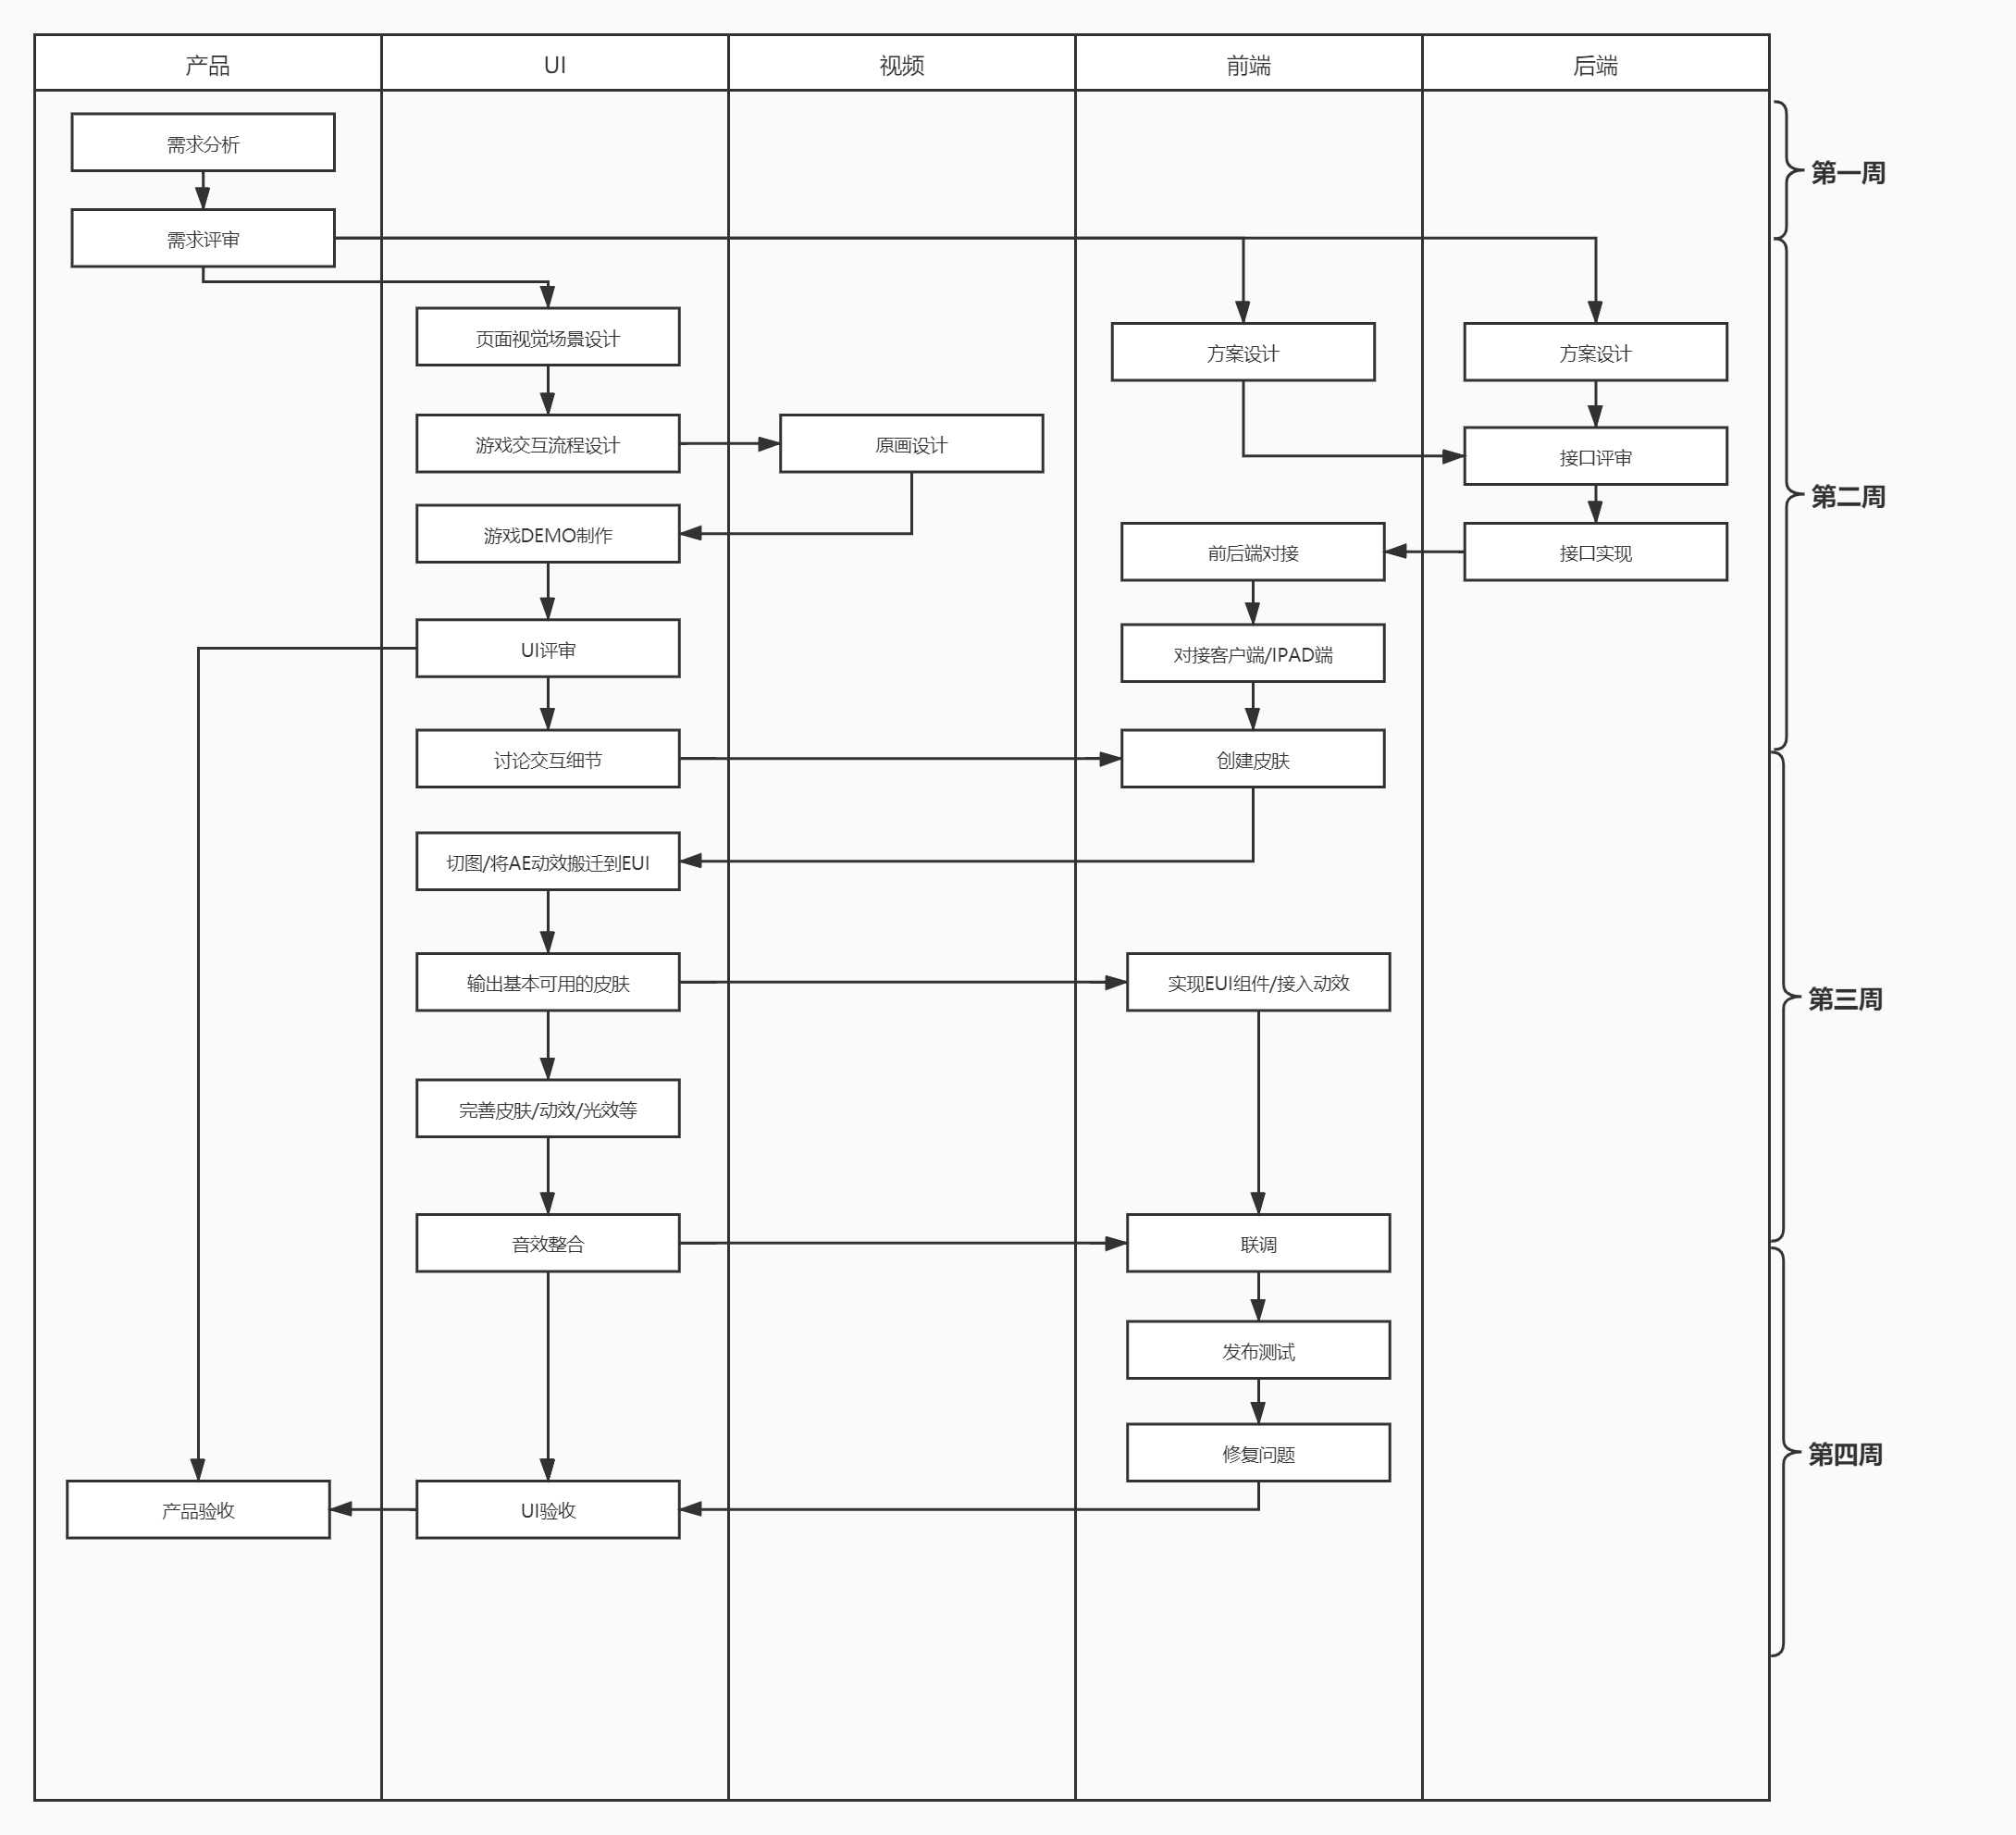 产品
UI
视频
前端
后端
需求分析
第一周
需求评审
页面视觉场景设计
方案设计
方案设计
游戏交互流程设计
原画设计
接口评审
第二周
游戏DEMO制作
前后端对接
接口实现
UI评审
对接客户端/IPAD端
讨论交互细节
创建皮肤
切图/将AE动效搬迁到EUI
输出基本可用的皮肤
实现EUI组件/接入动效
第三周
完善皮肤/动效/光效等
音效整合
联调
发布测试
修复问题
第四周
产品验收
UI验收